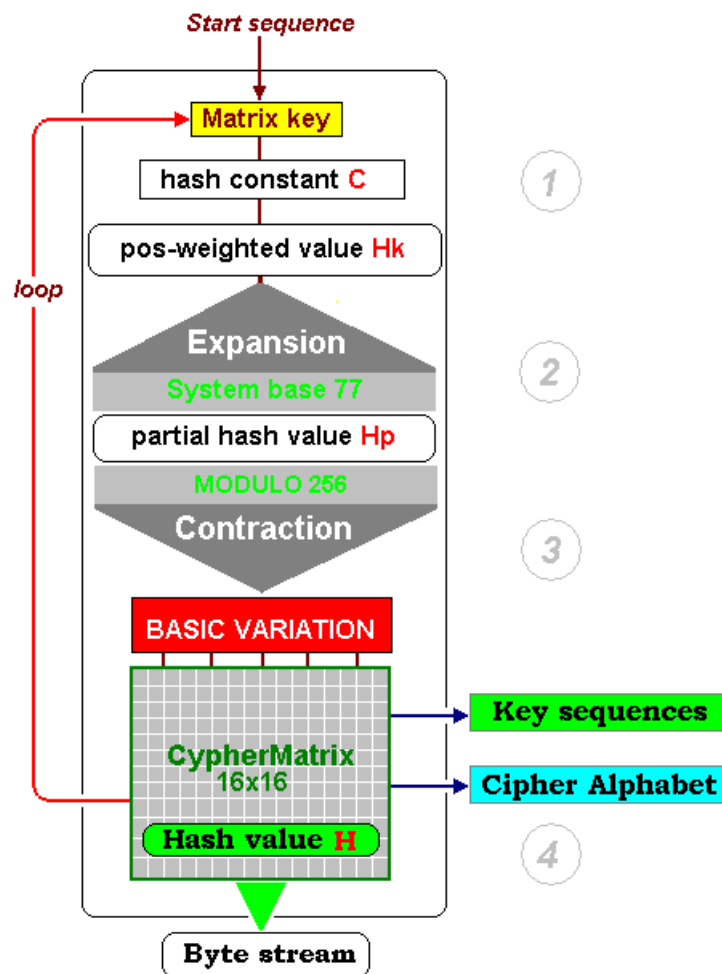 Start sequence
Matrix key
hash constant C
1
pos-weighted value Hk
loop
Expansion
2
System base 77
partial hash value Hp
MODULO 256
Contraction
3
BASIC VARIATION
Key sequences
CypherMatrix
16x16
Cipher Alphabet
Hash value H
4
Byte stream